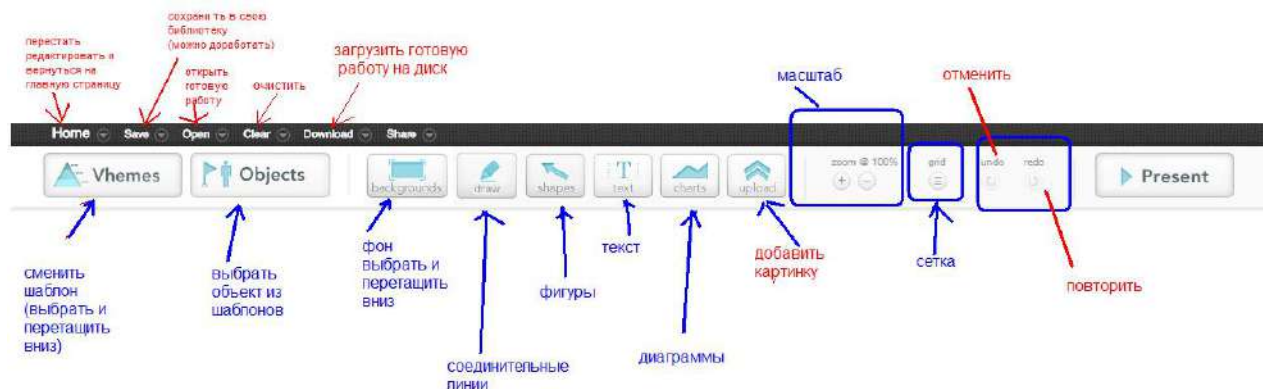 перестать
редактировать и
вернуться на
главную страницу
сохрани ть в свою
библиотеку
(можно доработать)
открыть
готовую
работу
очистить
загрузить готовую
работу на диск
масштаб
отменить
Home Save Open Clear Download Share
Vhemes Objects backgrounds draw shapes text charts upload zoom @ 100% grid undo redo Present
сменить
шаблон
(выбрать и
перетащить
вниз)
выбрать
объект из
шаблонов
фон
выбрать и
перетащить
вниз
соединительные
линии
фигуры
текст
диаграммы
добавить
картинку
сетка
повторить